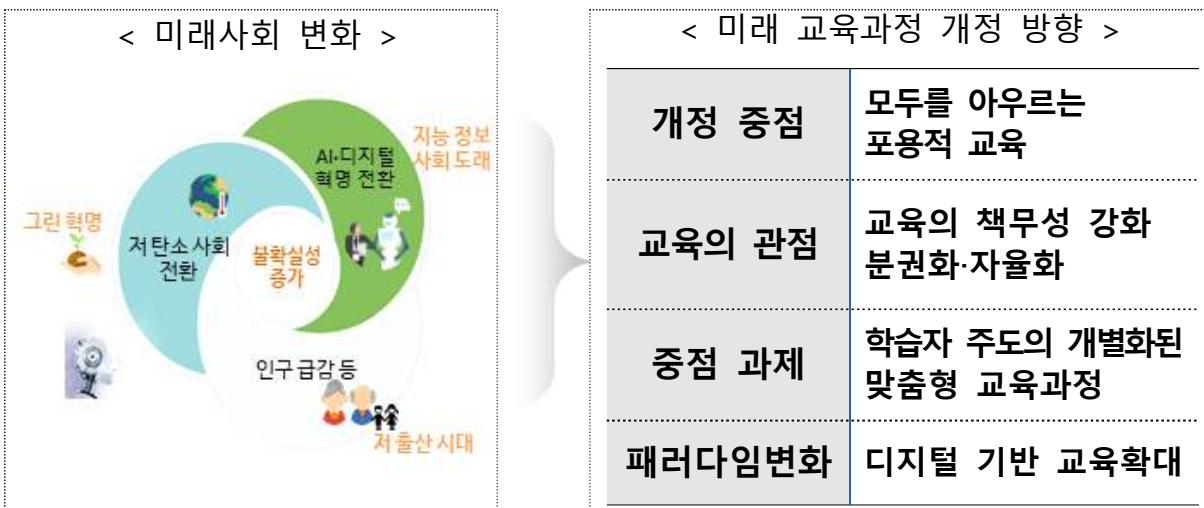 < 미래사회 변화 >
지능 정보
사회 도래
AI·디지털
혁명 전환
그린 혁명
저탄소 사회
전환
불확실성
증가
인구 급감 등
저 출산 시대
< 미래 교육과정 개정 방향 >
개정 중점
모두를 아우르는
포용적 교육
교육의 관점
교육의 책무성 강화
분권화·자율화
중점 과제
학습자 주도의 개별화된
맞춤형 교육과정
패러다임변화
디지털 기반 교육확대